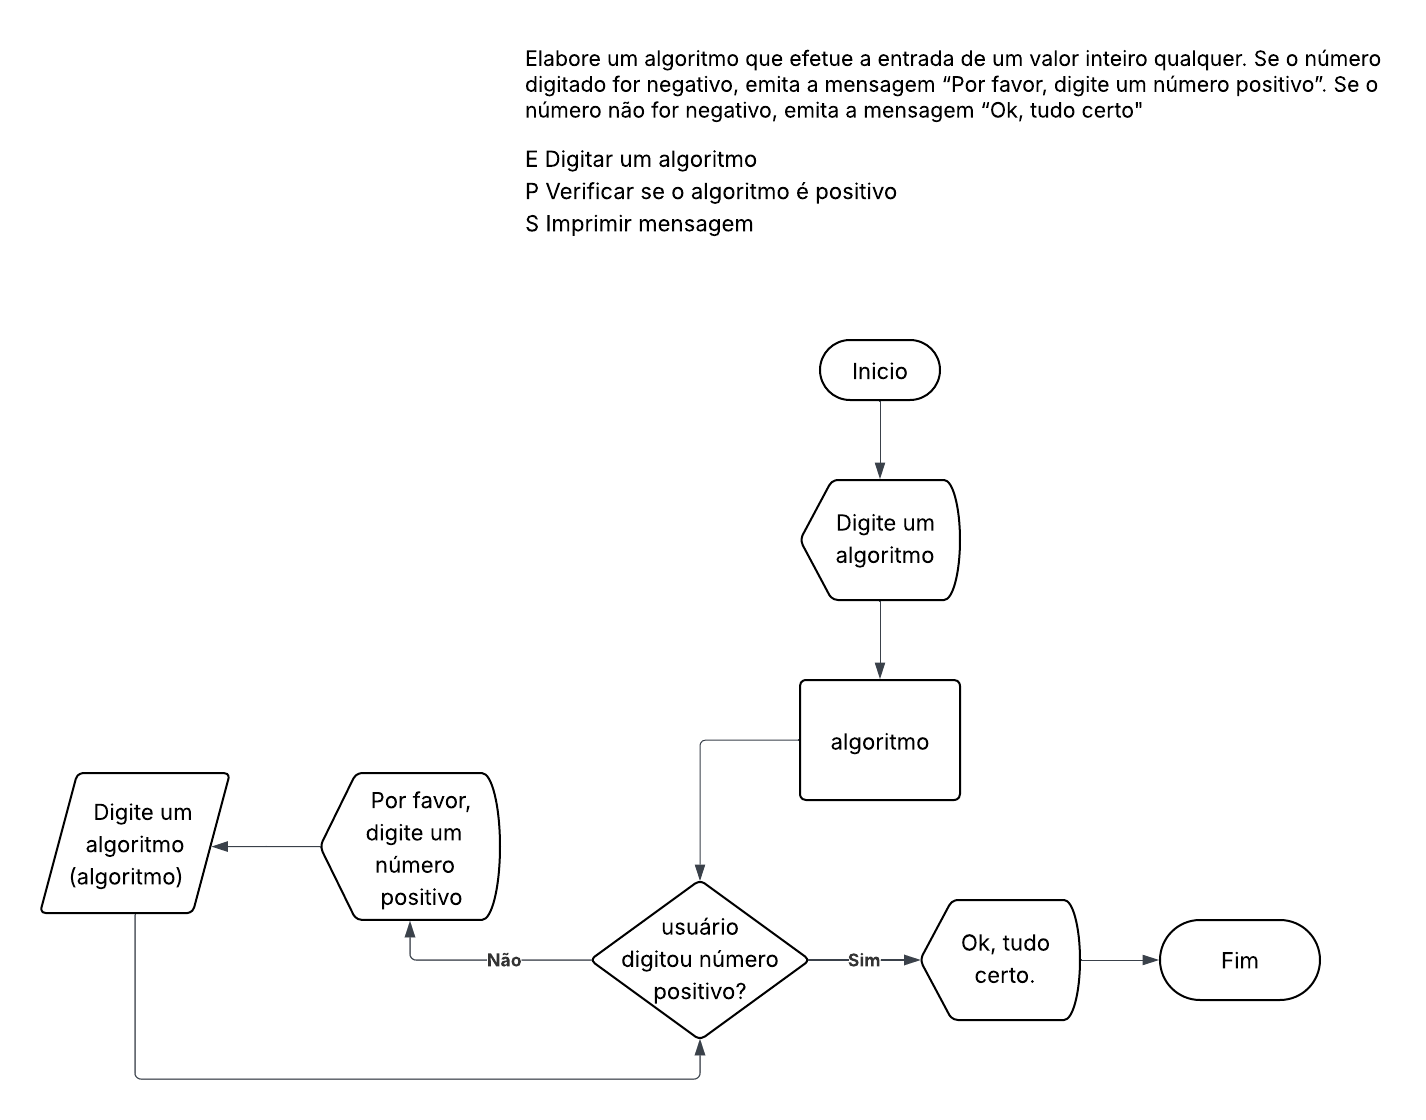 Elabore um algoritmo que efetue a entrada de um valor inteiro qualquer. Se o número
digitado for negativo, emita a mensagem “Por favor, digite um número positivo”. Se o
número não for negativo, emita a mensagem “Ok, tudo certo"
E Digitar um algoritmo
P Verificar se o algoritmo é positivo
S Imprimir mensagem
Inicio
Digite um
algoritmo
algoritmo
Digite um
algoritmo
(algoritmo)
Por favor,
digite um
número
positivo
Não
usuário
digitou número
positivo?
Sim
Ok, tudo
certo.
Fim